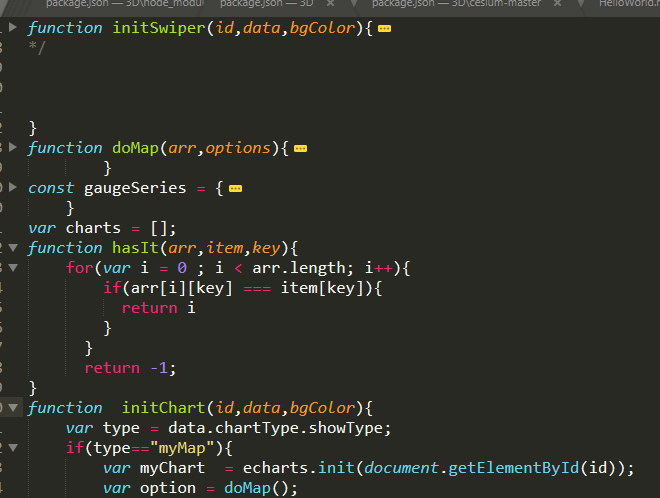 package.json — 3D\node_modul package.json — 3D × package.json — 3D\cesium-master × HelloWorld.h
function initSwiper(id,data,bgColor){
*/
}
function doMap(arr,options){
}
const gaugeSeries = {
}
var charts = [];
function hasIt(arr,item,key){
for(var i = 0 ; i < arr.length; i++){
if(arr[i][key] === item[key]){
return i
}
}
return -1;
}
function  initChart(id,data,bgColor){
var type = data.chartType.showType;
if(type=="myMap"){
var myChart  = echarts.init(document.getElementById(id));
var option = doMap();